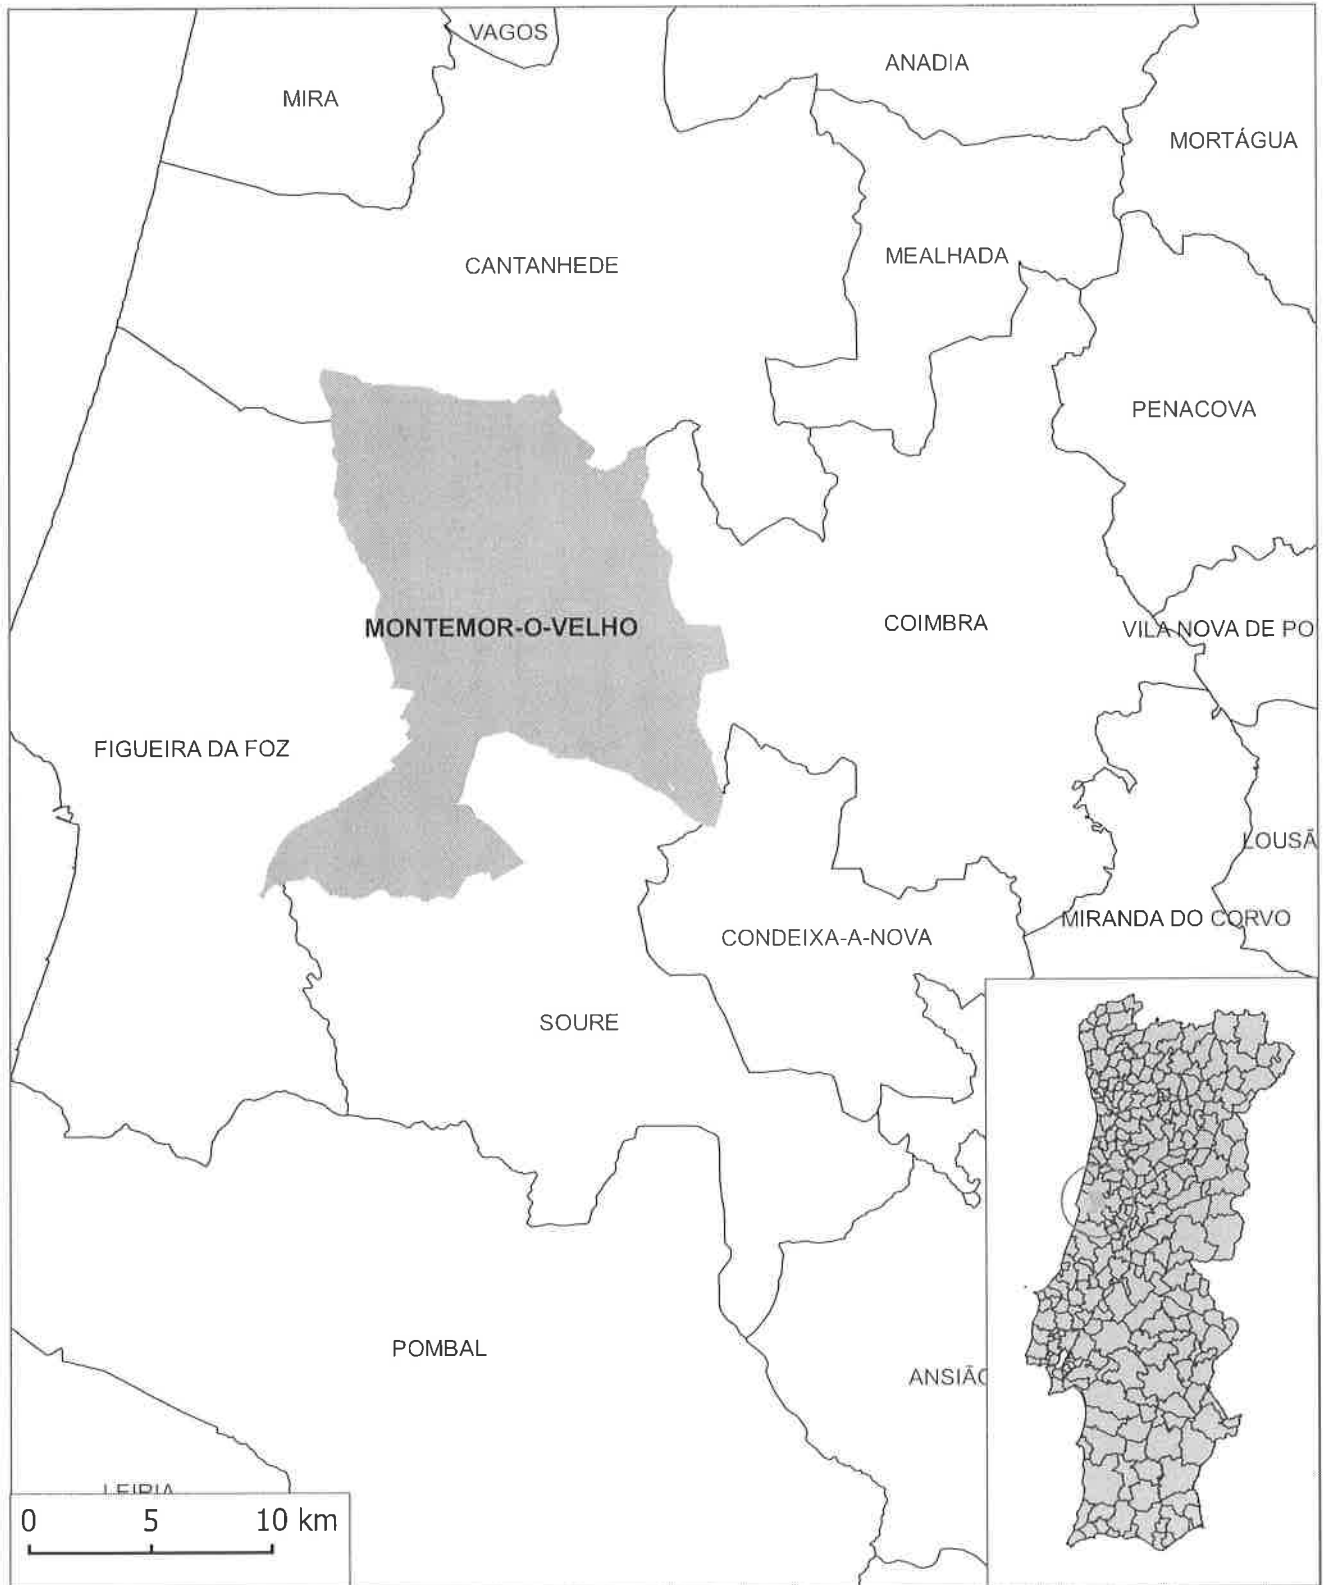 VAGOS
ANADIA
MIRA
MORTÁGUA
MEALHADA
CANTANHEDE
PENACOVA
COIMBRA
MONTEMOR-O-VELHO
VILA NOVA DE PO
FIGUEIRA DA FOZ
LOUSÃ
MIRANDA DO CORVO
CONDEIXA-A-NOVA
SOURE
POMBAL
ANSIÃO
LEIRIA
0 5 10 km